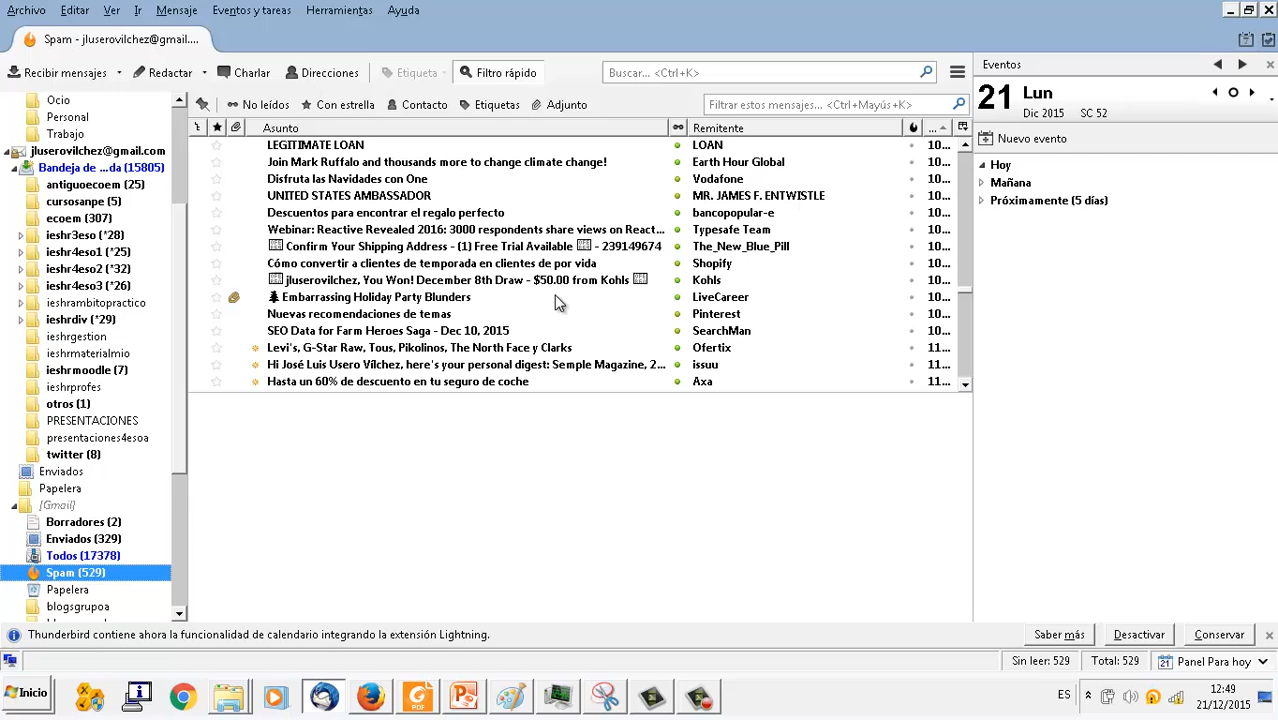 Archivo Editar Ver Ir Mensaje Eventos y tareas Herramientas Ayuda
Spam - jluserovilchez@gmail....
Recibir mensajes Redactar Charlar Direcciones Etiqueta Filtro rápido Buscar... <Ctrl+K>
No leído Con estrella Contacto Etiquetas Adjunto Filtrar estos mensajes... <Ctrl+Mayús+K>
Asunto Remitente ...
LEGITIMATE LOAN LOAN 10...
Join Mark Ruffalo and thousands more to change climate change! Earth Hour Global 10...
Disfruta las Navidades con One Vodafone 10...
UNITED STATES AMBASSADOR MR. JAMES F. ENTWISTLE 10...
Descuentos para encontrar el regalo perfecto bancopopular-e 10...
Webinar: Reactive Revealed 2016: 3000 respondents share views on React... Typesafe Team 10...
Confirm Your Shipping Address - (1) Free Trial Available - 239149674 The_New_Blue_Pill 10...
Cómo convertir a clientes de temporada en clientes de por vida Shopify 10...
jluserovilchez, You Won! December 8th Draw - $50.00 from Kohls Kohls 10...
Embarrassing Holiday Party Blunders LiveCareer 10...
Nuevas recomendaciones de temas Pinterest 10...
SEO Data for Farm Heroes Saga - Dec 10, 2015 SearchMan 10...
Levi's, G-Star Raw, Tous, Pikolinos, The North Face y Clarks Ofertix 11...
Hi José Luis Usero Vílchez, here's your personal digest: Semple Magazine, 2... issuu 11...
Hasta un 60% de descuento en tu seguro de coche Axa 11...
Ocio
Personal
Trabajo
jluserovilchez@gmail.com
Bandeja de ...da (15805)
antiguoecoem (25)
cursosanpe (5)
ecoem (307)
ieshr3eso (*28)
ieshr4eso1 (*25)
ieshr4eso2 (*32)
ieshr4eso3 (*26)
ieshrambitopractico
ieshrdiv (*29)
ieshrgestion
ieshrmaterialmio
ieshrmoodle (7)
ieshrprofes
otros (1)
PRESENTACIONES
presentaciones4esoa
twitter (8)
Enviados
Papelera
[Gmail]
Borradores (2)
Enviados (329)
Todos (17378)
Spam (529)
Papelera
blogsgrupoa
Eventos
21 Lun
Dic 2015 SC 52
Nuevo evento
Hoy
Mañana
Próximamente (5 días)
Thunderbird contiene ahora la funcionalidad de calendario integrando la extensión Lightning. Saber más Desactivar Conservar
Sin leer: 529 Total: 529 21 Panel Para hoy
Inicio PDF ES 12:49
21/12/2015